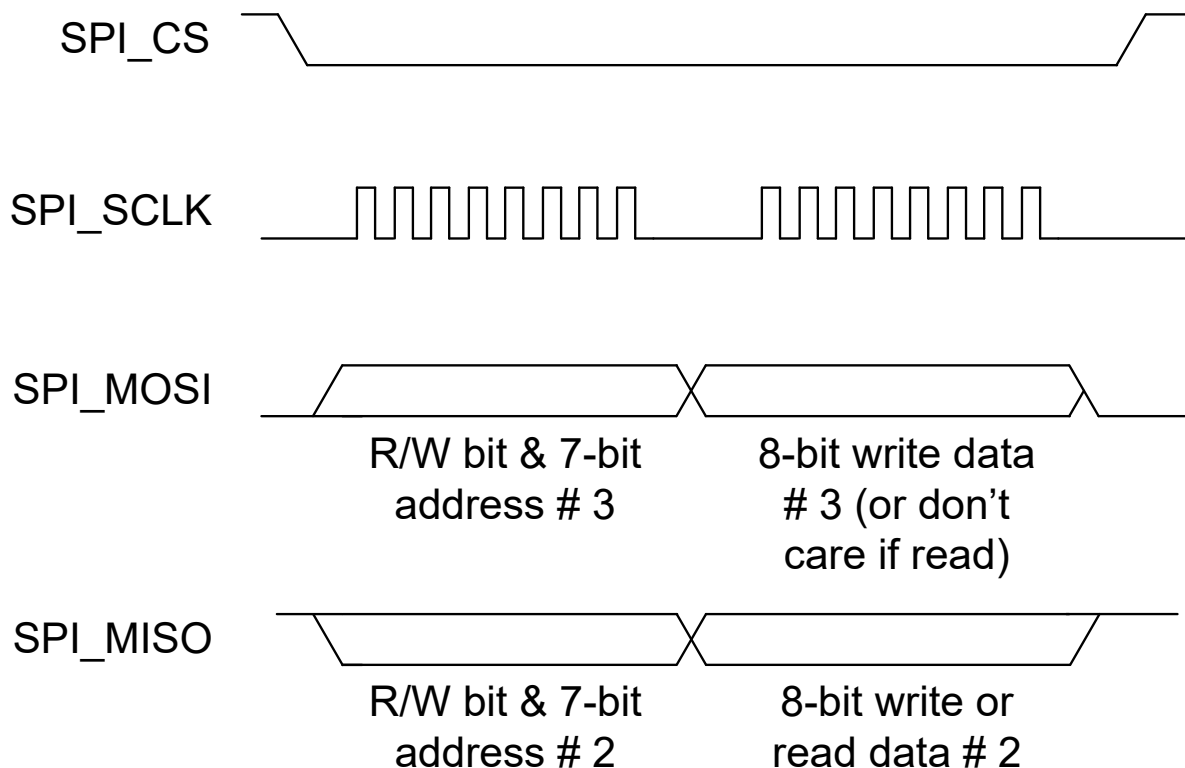 SPI_CS
SPI_SCLK
SPI_MOSI
R/W bit & 7-bit
address # 3
8-bit write data
# 3 (or don’t
care if read)
SPI_MISO
R/W bit & 7-bit
address # 2
8-bit write or
read data # 2